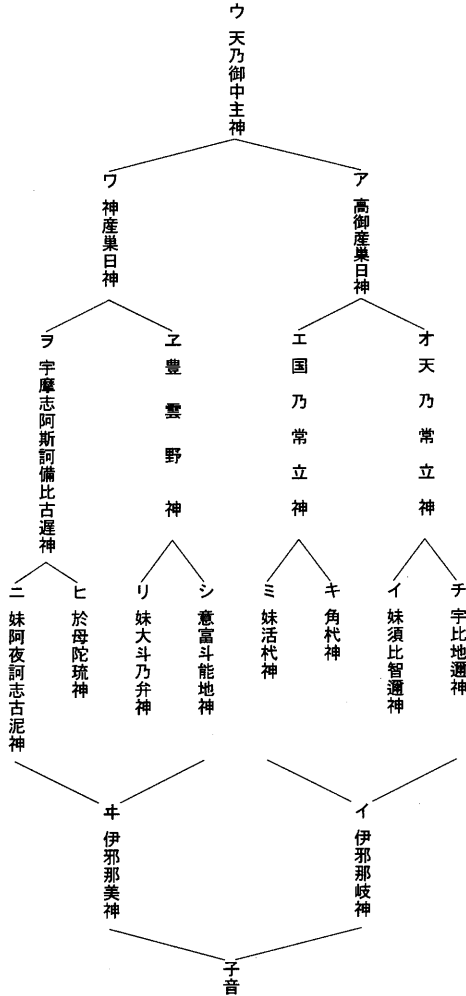 ウ 天乃御中主神
ア 高御産巣日神
ワ 神産巣日神
オ 天乃常立神
エ 国乃常立神
ヱ 豊雲野神
ヲ 宇摩志阿斯訶備比古遅神
チ 宇比地邇神
イ 妹須比智邇神
キ 角杙神
ミ 妹活杙神
シ 意富斗能地神
リ 妹大斗乃弁神
ヒ 於母陀琉神
ニ 妹阿夜訶志古泥神
イ 伊邪那岐神
ヰ 伊邪那美神
子音